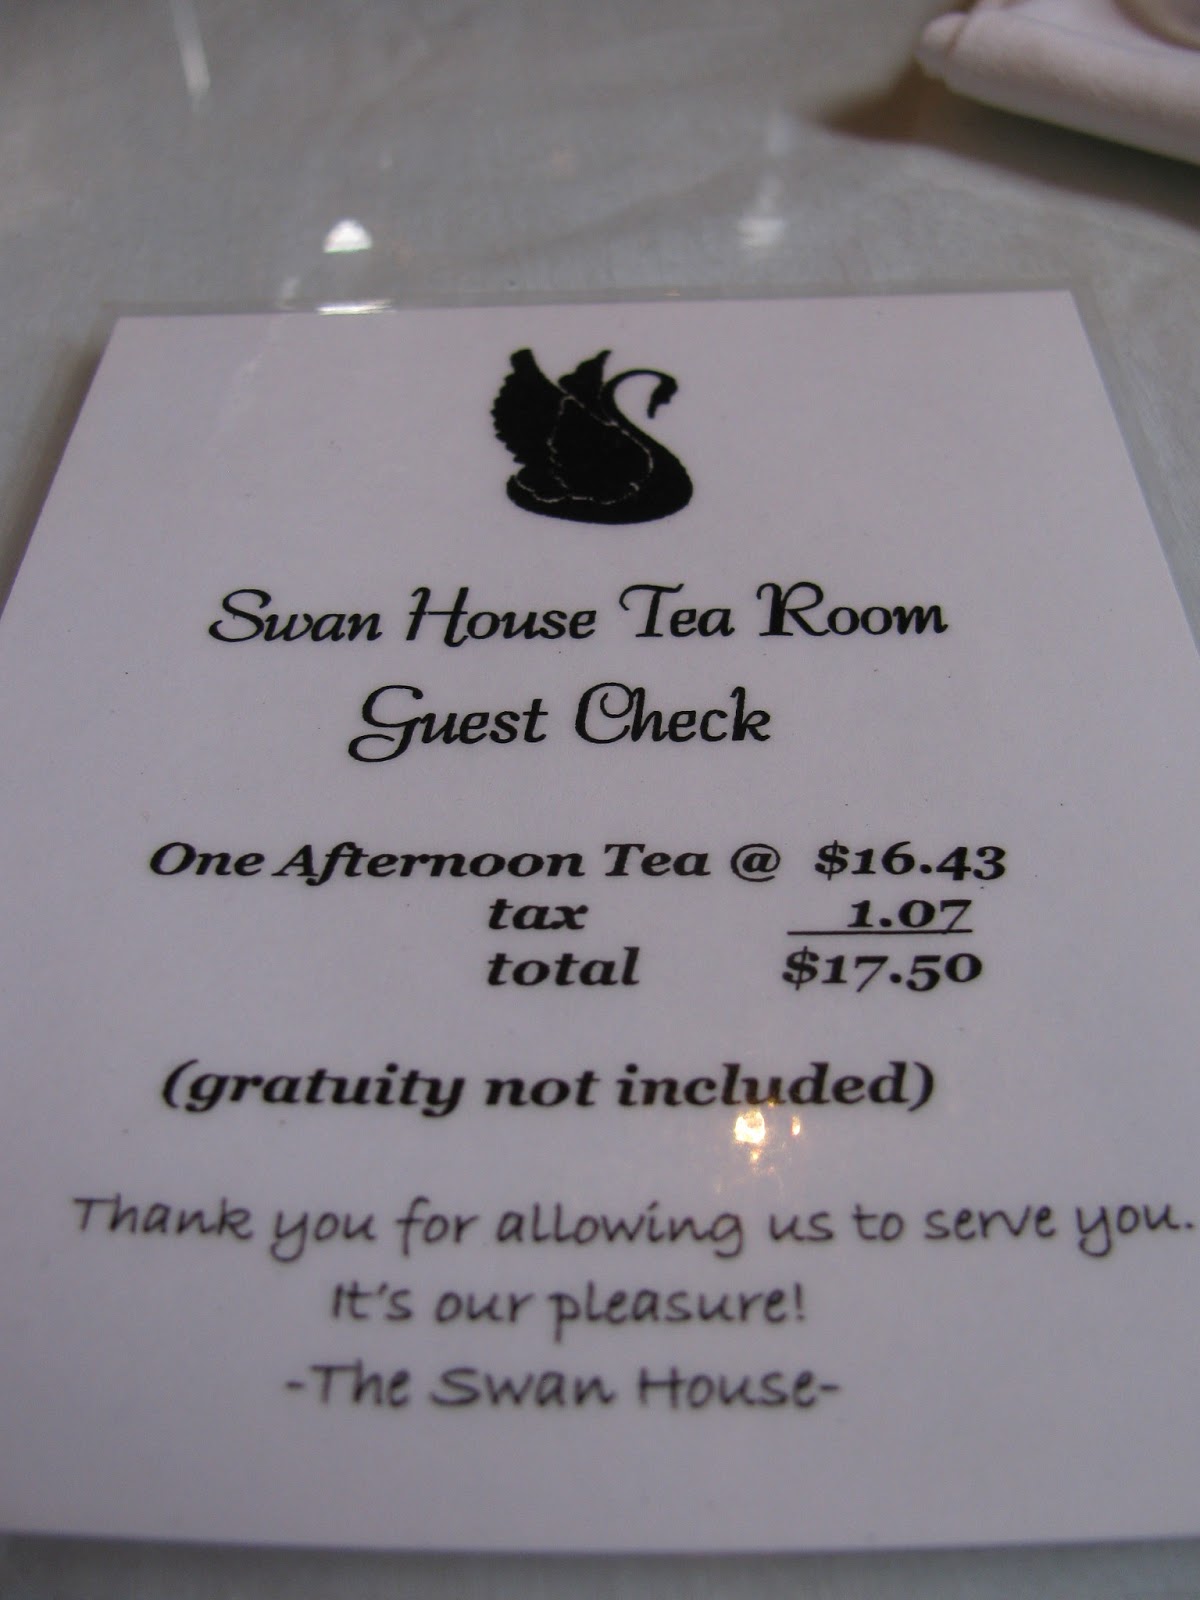 Swan House Tea Room
Guest Check
One Afternoon Tea @ $16.43
tax 1.07
total $17.50
(gratuity not included)
Thank you for allowing us to serve you.
It's our pleasure!
-The Swan House-